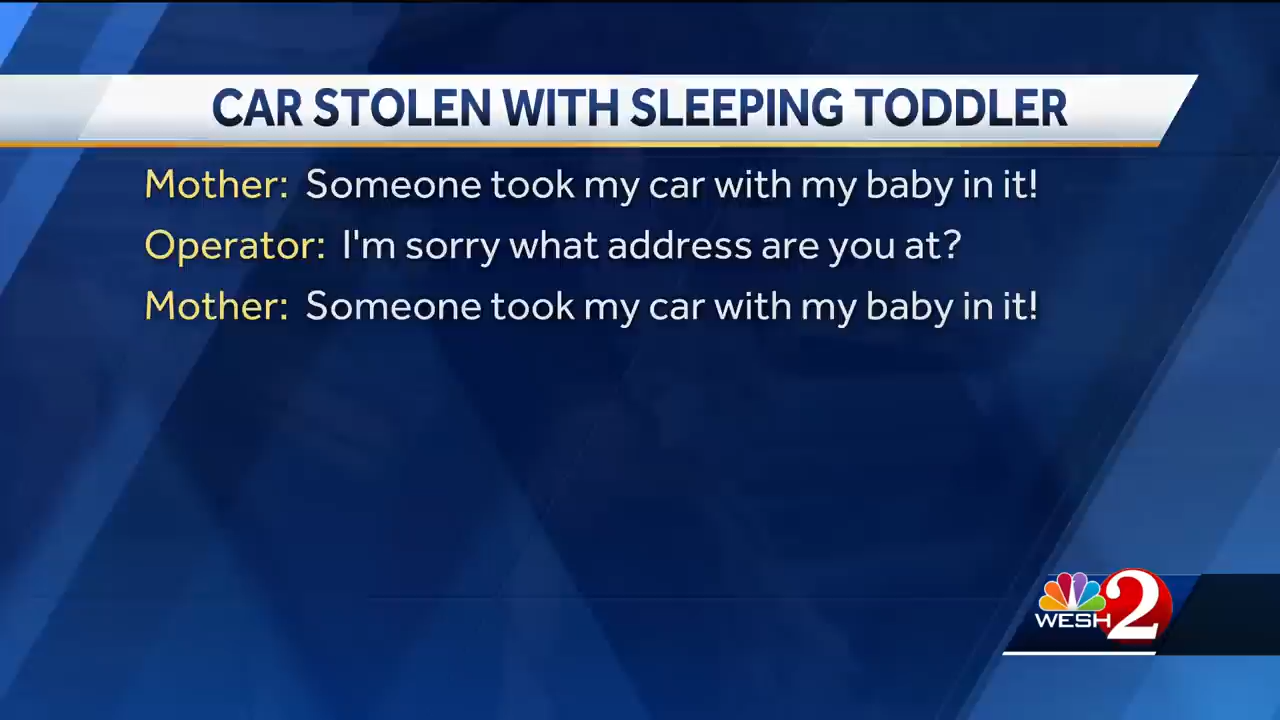 CAR STOLEN WITH SLEEPING TODDLER
Mother: Someone took my car with my baby in it!
Operator: I'm sorry what address are you at?
Mother: Someone took my car with my baby in it!
WESH 2